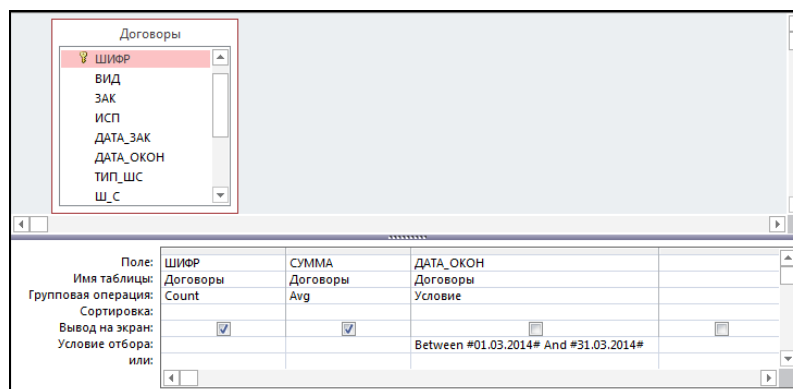 Договоры
ШИФР
ВИД
ЗАК
ИСП
ДАТА_ЗАК
ДАТА_ОКОН
ТИП_ШС
Ш_С
Поле: ШИФР СУММА ДАТА_ОКОН
Имя таблицы: Договоры Договоры Договоры
Групповая операция: Count Avg Условие
Сортировка:
Вывод на экран:
Условие отбора: Between #01.03.2014# And #31.03.2014#
или: